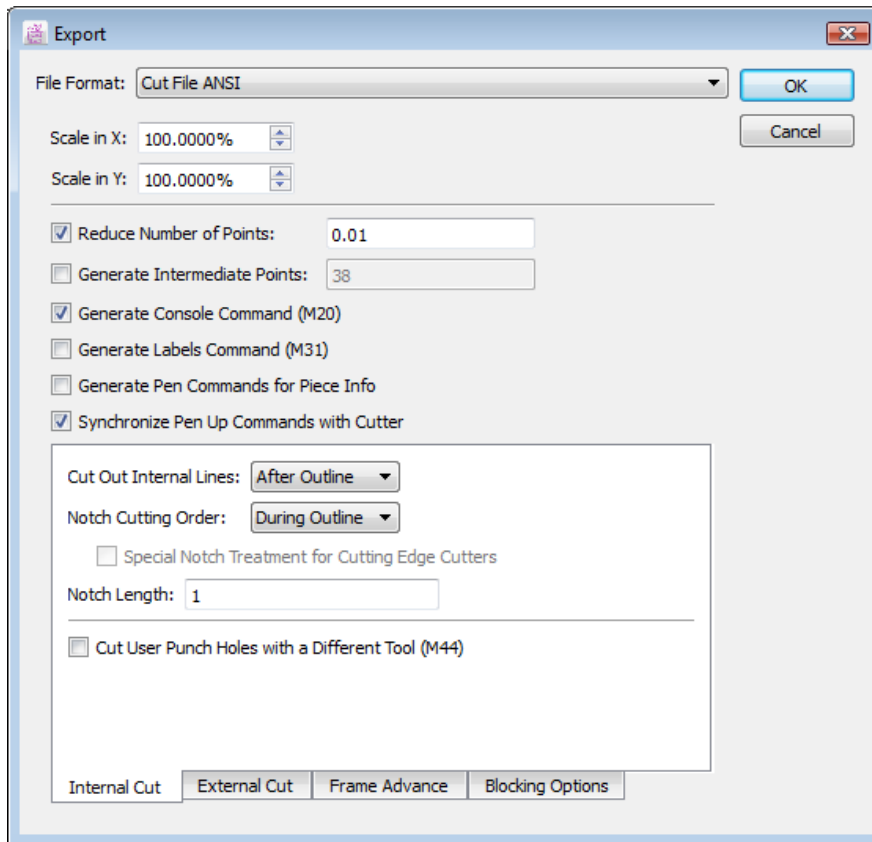 Export
File Format: Cut File ANSI
OK
Scale in X: 100.0000%
Cancel
Scale in Y: 100.0000%
Reduce Number of Points: 0.01
Generate Intermediate Points: 38
Generate Console Command (M20)
Generate Labels Command (M31)
Generate Pen Commands for Piece Info
Synchronize Pen Up Commands with Cutter
Cut Out Internal Lines: After Outline
Notch Cutting Order: During Outline
Special Notch Treatment for Cutting Edge Cutters
Notch Length: 1
Cut User Punch Holes with a Different Tool (M44)
Internal Cut External Cut Frame Advance Blocking Options